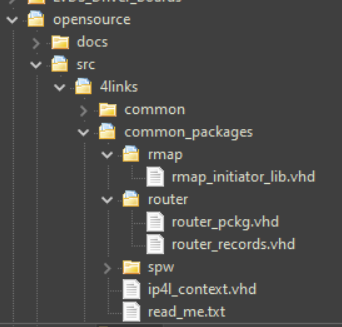 opensource
docs
src
4links
common
common_packages
rmap
rmap_initiator_lib.vhd
router
router_pckg.vhd
router_records.vhd
spw
ip4l_context.vhd
read_me.txt